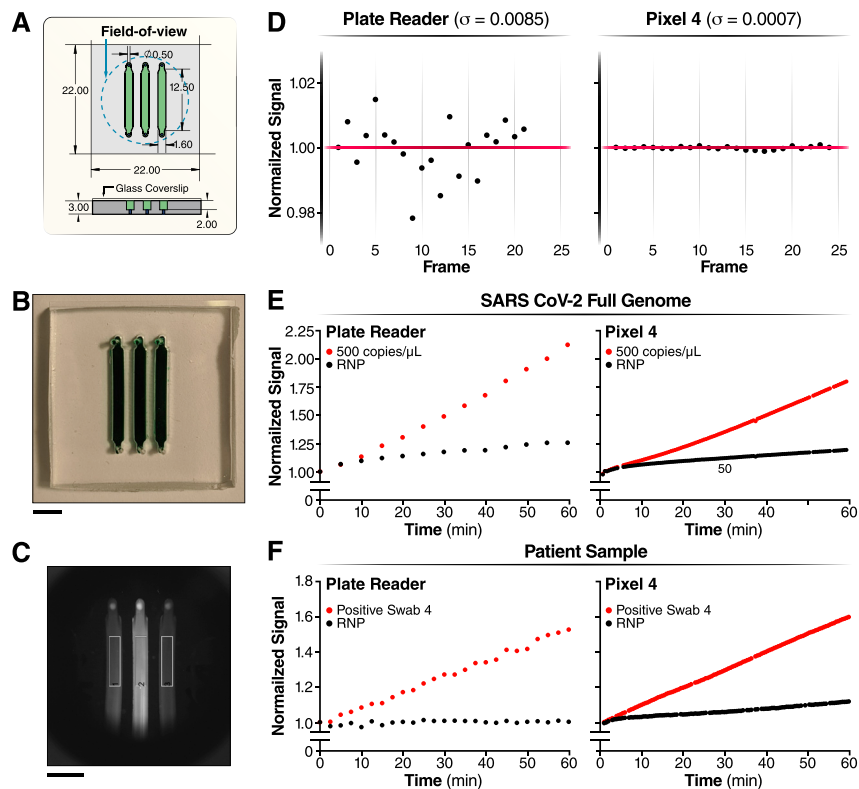 A
Field-of-view
Ø0.50
22.00
12.50
1.60
22.00
Glass Coverslip
3.00
2.00
B
C
2
D
Plate Reader (σ = 0.0085)
Pixel 4 (σ = 0.0007)
Normailzed Signal
1.02
1.00
0.98
0 5 10 15 20 25
Frame
0 5 10 15 20 25
Frame
E
SARS CoV-2 Full Genome
Plate Reader
500 copies/µL
RNP
Normailzed Signal
2.25
2.00
1.75
1.50
1.25
1.00
0
0 10 20 30 40 50 60
Time (min)
Pixel 4
500 copies/µL
RNP
50
0 10 20 30 40 50 60
Time (min)
F
Patient Sample
Plate Reader
Positive Swab 4
RNP
Normailzed Signal
1.8
1.6
1.4
1.2
1.0
0
0 10 20 30 40 50 60
Time (min)
Pixel 4
Positive Swab 4
RNP
0 10 20 30 40 50 60
Time (min)